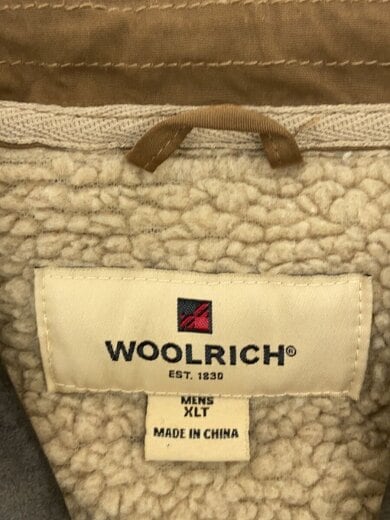 WOOLRICH®
EST. 1830
MENS
XLT
MADE IN CHINA